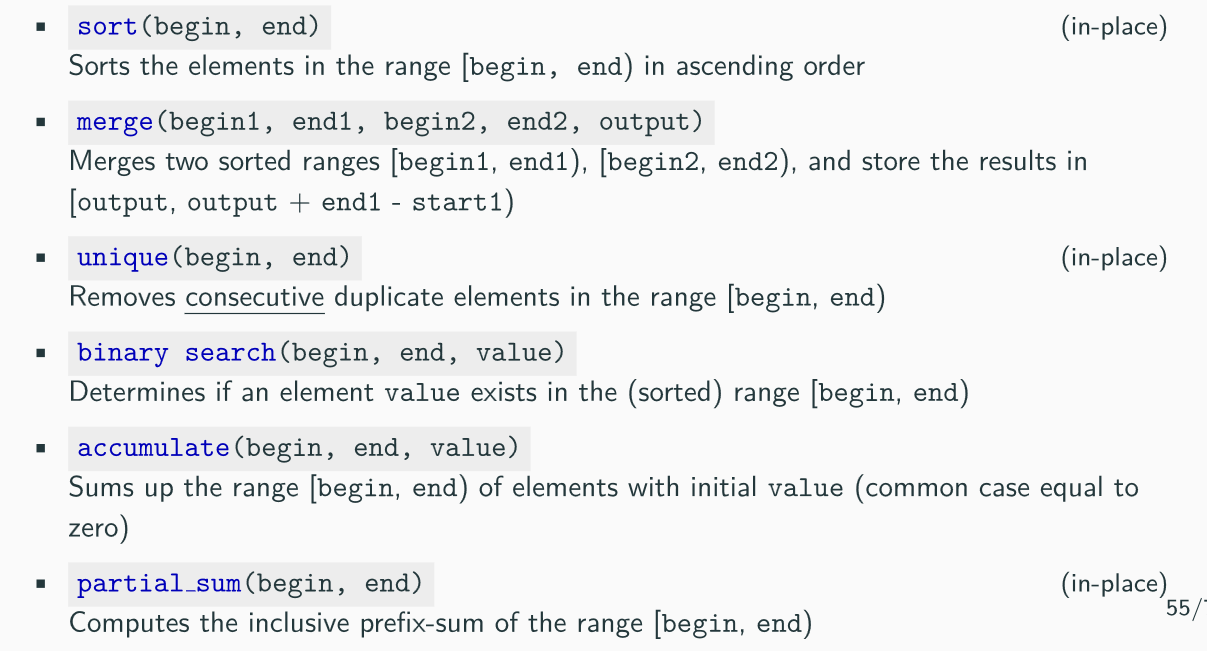 ▪ sort(begin, end) (in-place)
Sorts the elements in the range [begin, end) in ascending order
▪ merge(begin1, end1, begin2, end2, output)
Merges two sorted ranges [begin1, end1), [begin2, end2), and store the results in
[output, output + end1 - start1)
▪ unique(begin, end) (in-place)
Removes consecutive duplicate elements in the range [begin, end)
▪ binary search(begin, end, value)
Determines if an element value exists in the (sorted) range [begin, end)
▪ accumulate(begin, end, value)
Sums up the range [begin, end) of elements with initial value (common case equal to
zero)
▪ partial_sum(begin, end) (in-place)
55/
Computes the inclusive prefix-sum of the range [begin, end)